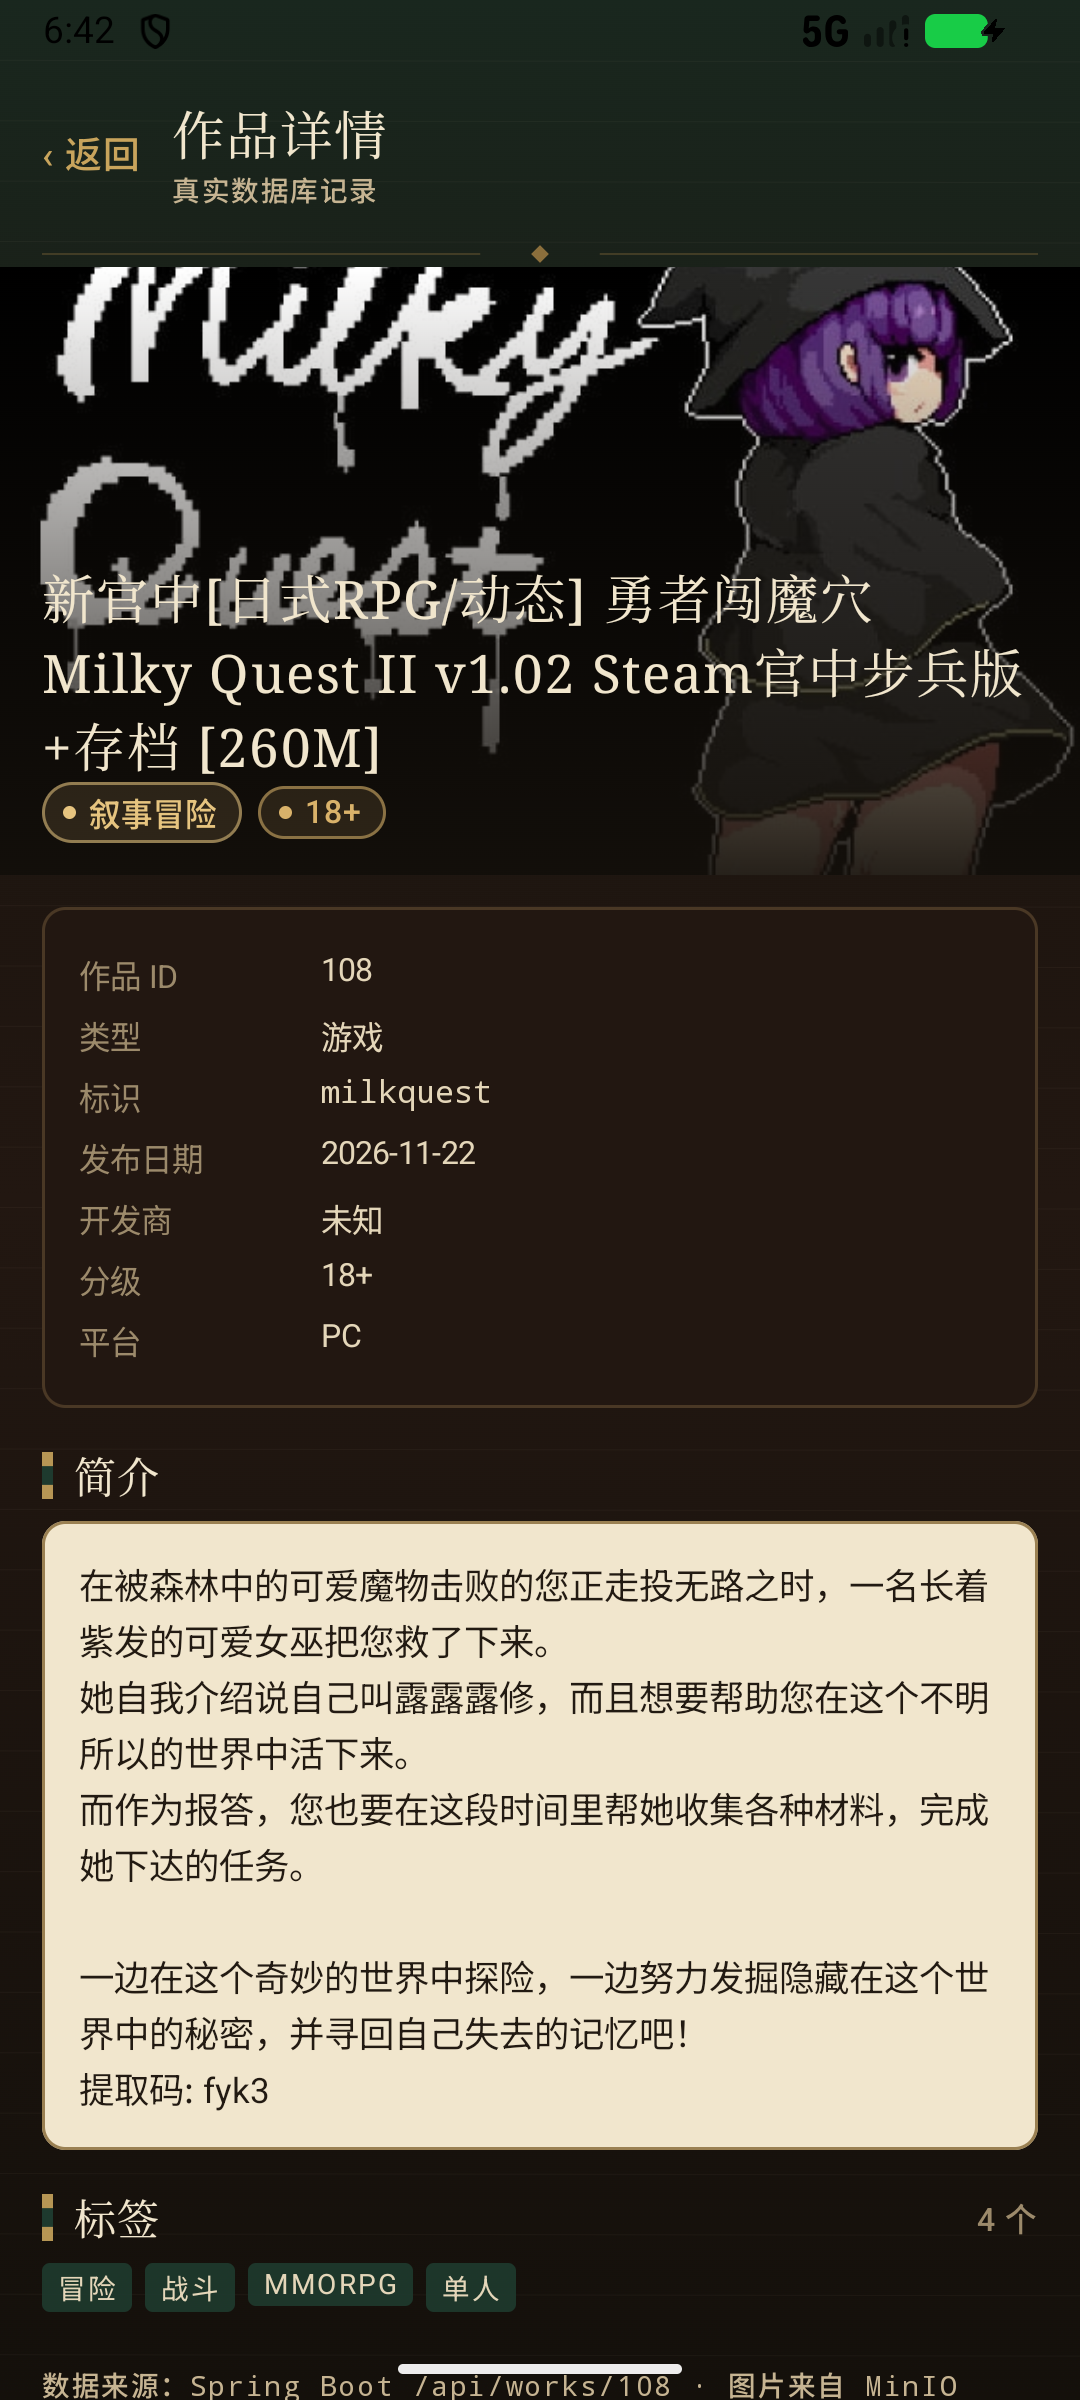 6:42
5G
‹ 返回
作品详情
真实数据库记录
Milky
Quest
新官中[日式RPG/动态] 勇者闯魔穴
Milky Quest II v1.02 Steam官中步兵版
+存档 [260M]
叙事冒险
18+
作品 ID 108
类型 游戏
标识 milkquest
发布日期 2026-11-22
开发商 未知
分级 18+
平台 PC
简介
在被森林中的可爱魔物击败的您正走投无路之时，一名长着
紫发的可爱女巫把您救了下来。
她自我介绍说自己叫露露露修，而且想要帮助您在这个不明
所以的世界中活下来。
而作为报答，您也要在这段时间里帮她收集各种材料，完成
她下达的任务。
一边在这个奇妙的世界中探险，一边努力发掘隐藏在这个世
界中的秘密，并寻回自己失去的记忆吧！
提取码: fyk3
标签 4 个
冒险 战斗 MMORPG 单人
数据来源：Spring Boot /api/works/108 · 图片来自 MinIO